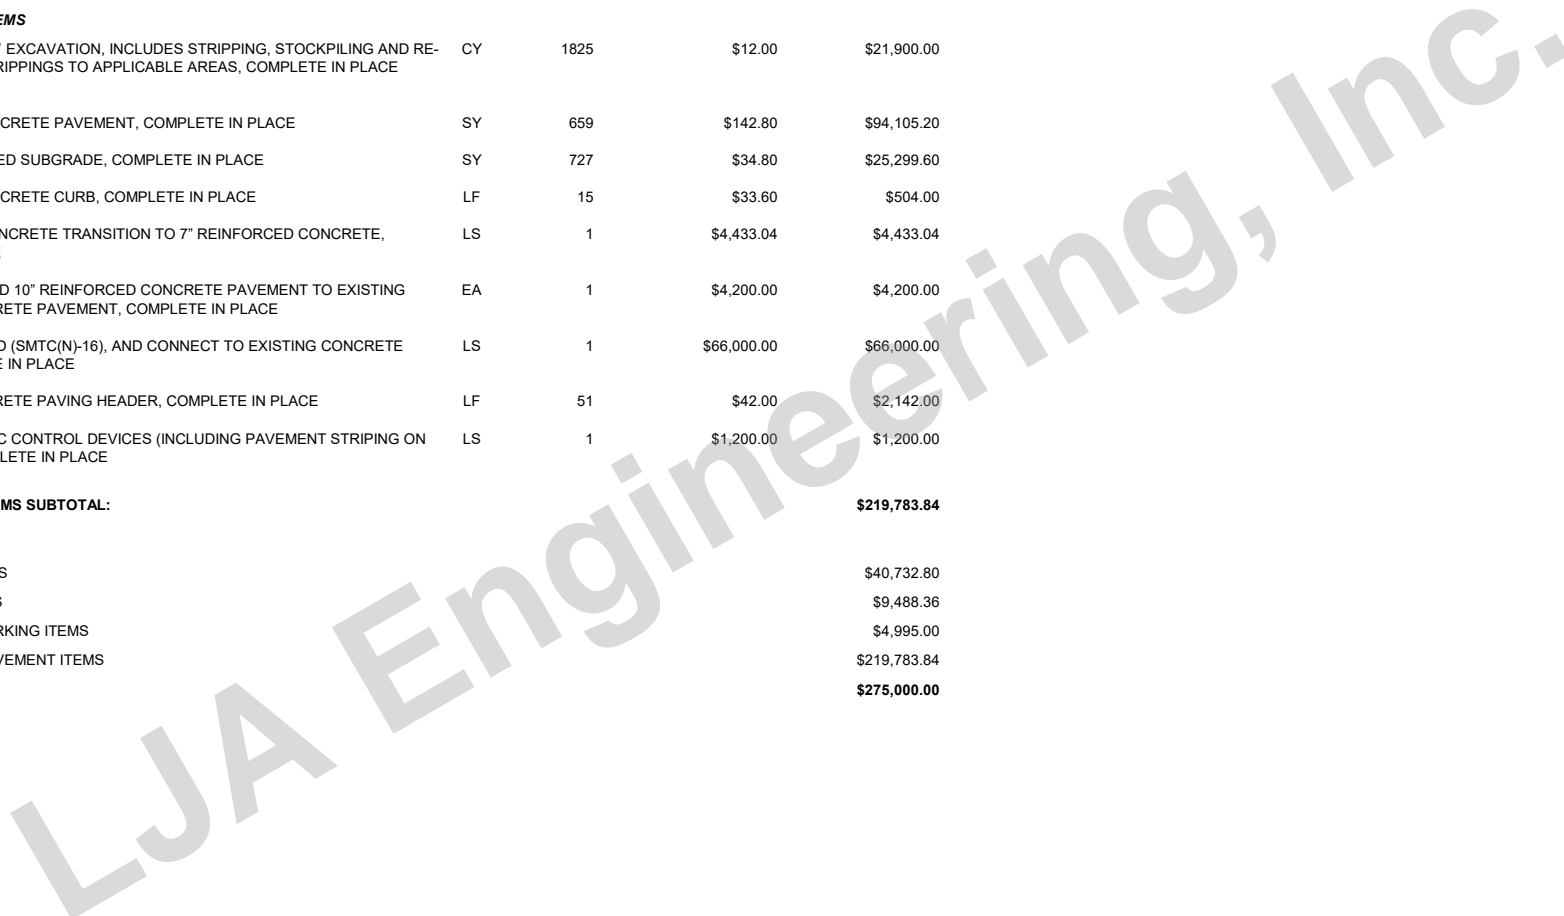 EMS
EXCAVATION, INCLUDES STRIPPING, STOCKPILING AND RE- CY 1825 $12.00 $21,900.00
RIPPINGS TO APPLICABLE AREAS, COMPLETE IN PLACE
CRETE PAVEMENT, COMPLETE IN PLACE SY 659 $142.80 $94,105.20
ED SUBGRADE, COMPLETE IN PLACE SY 727 $34.80 $25,299.60
CRETE CURB, COMPLETE IN PLACE LF 15 $33.60 $504.00
NCRETE TRANSITION TO 7” REINFORCED CONCRETE, LS 1 $4,433.04 $4,433.04
D 10” REINFORCED CONCRETE PAVEMENT TO EXISTING EA 1 $4,200.00 $4,200.00
RETE PAVEMENT, COMPLETE IN PLACE
D (SMTC(N)-16), AND CONNECT TO EXISTING CONCRETE LS 1 $66,000.00 $66,000.00
E IN PLACE
RETE PAVING HEADER, COMPLETE IN PLACE LF 51 $42.00 $2,142.00
C CONTROL DEVICES (INCLUDING PAVEMENT STRIPING ON LS 1 $1,200.00 $1,200.00
LETE IN PLACE
MS SUBTOTAL: $219,783.84
S $40,732.80
S $9,488.36
RKING ITEMS $4,995.00
VEMENT ITEMS $219,783.84
$275,000.00
LJA Engineering, Inc.